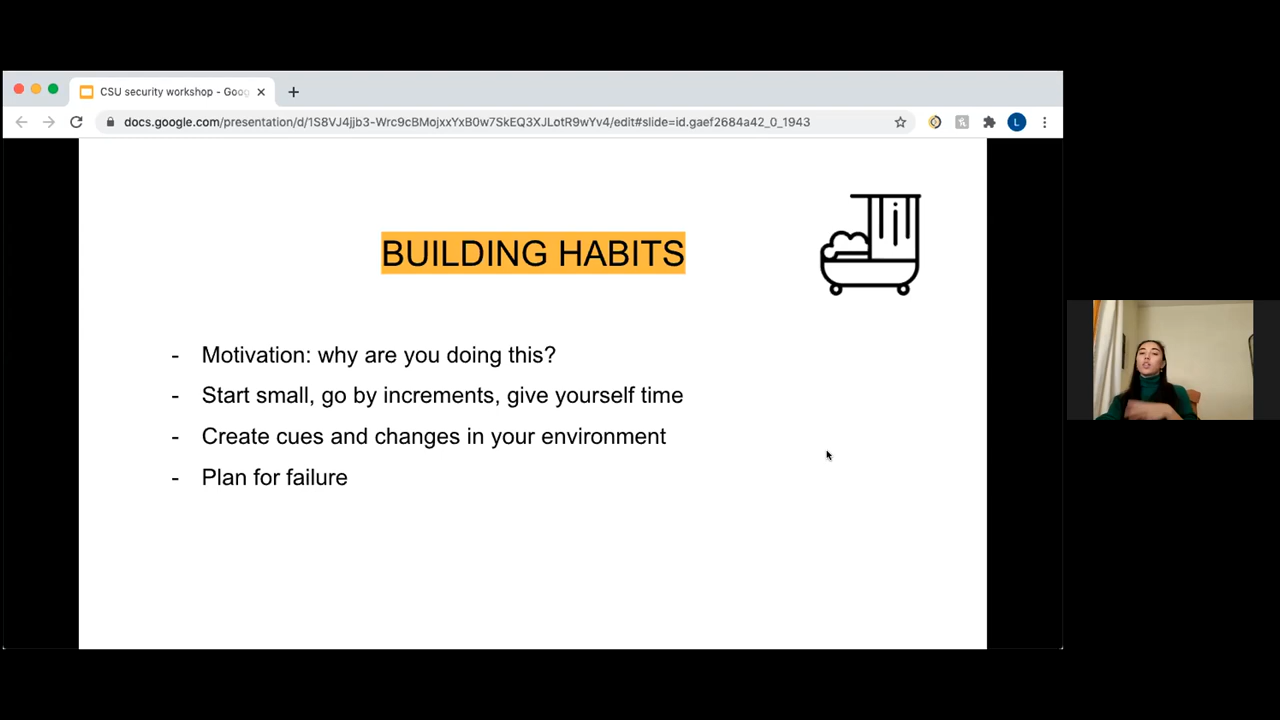 CSU security workshop - Goog
docs.google.com/presentation/d/1S8VJ4jjb3-Wrc9cBMojxxYxB0w7SkEQ3XJLotR9wYv4/edit#slide=id.gaef2684a42_0_1943
L
BUILDING HABITS
- Motivation: why are you doing this?
- Start small, go by increments, give yourself time
- Create cues and changes in your environment
- Plan for failure